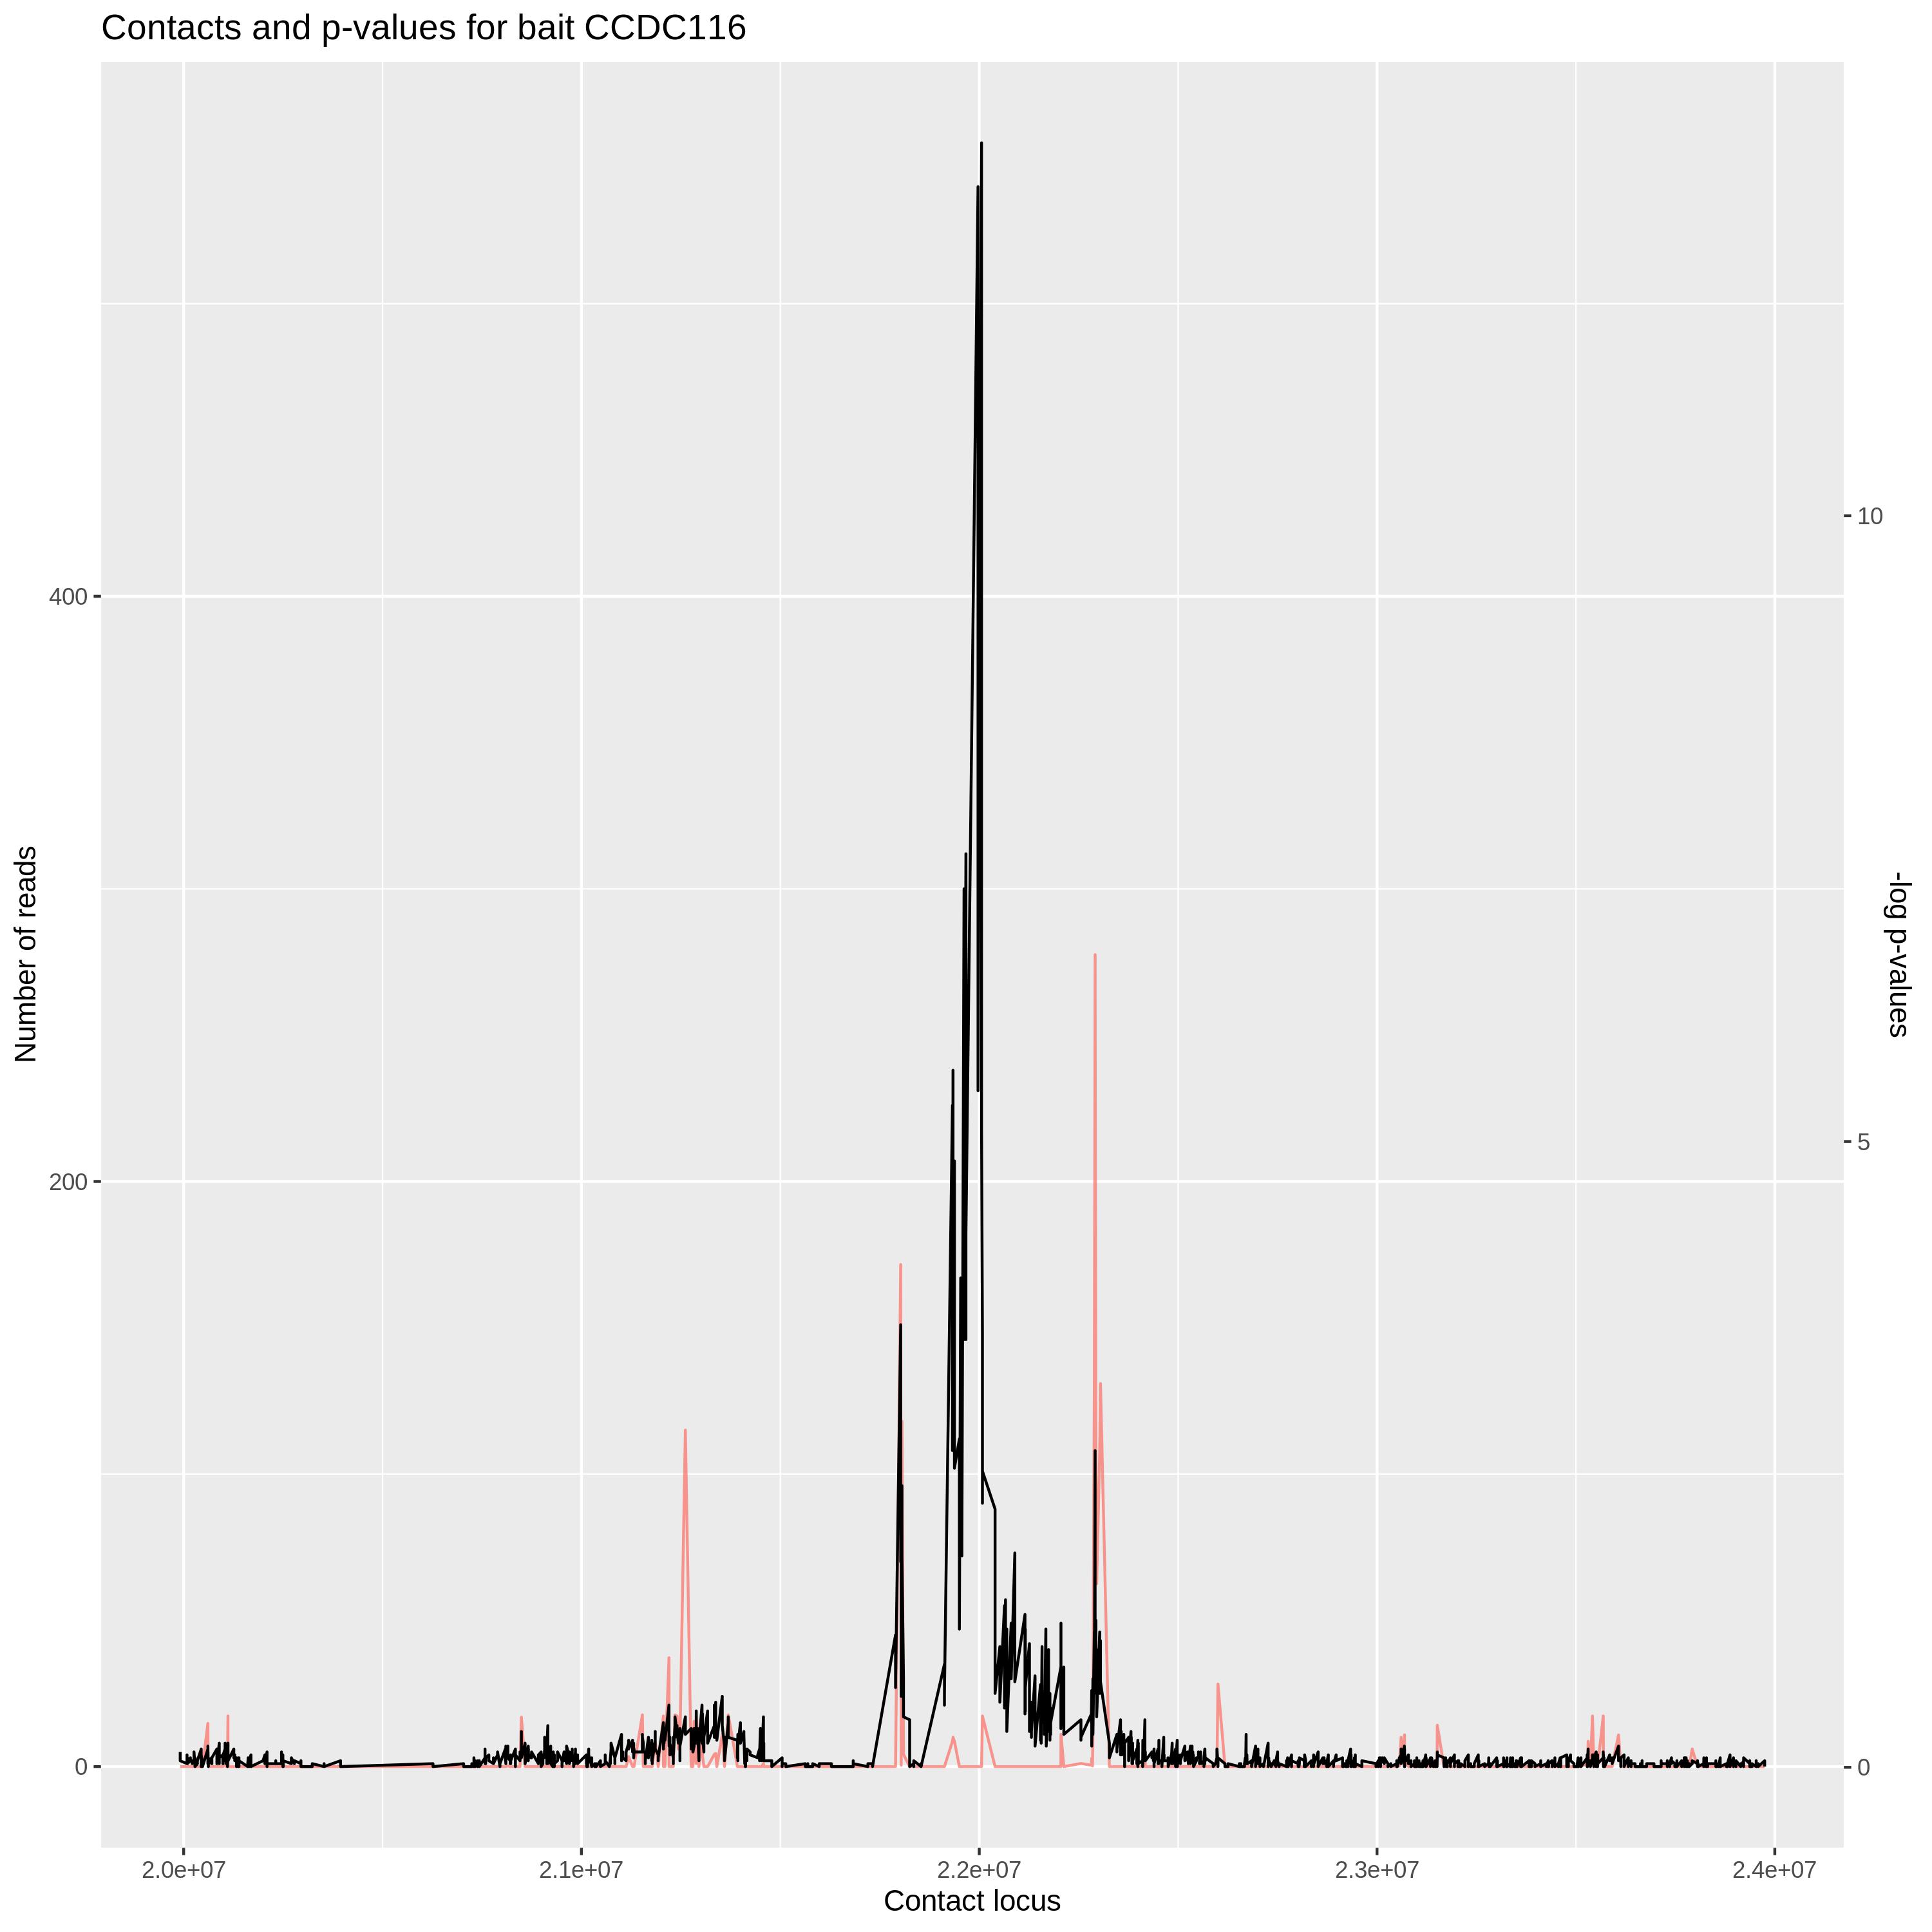 Contacts and p-values for bait CCDC116
Number of reads
400
200
0
10
5
0
-log p-values
2.0e+07
2.1e+07
2.2e+07
2.3e+07
2.4e+07
Contact locus